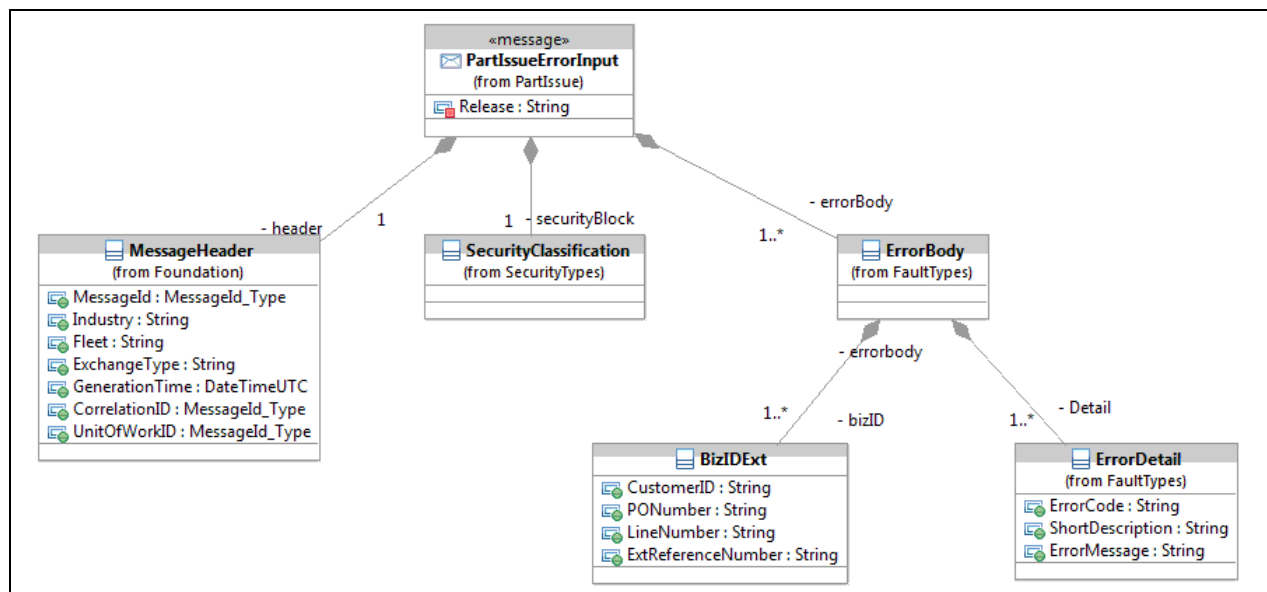 «message»
PartIssueErrorInput
(from PartIssue)
Release : String
- header
1
1
- securityBlock
- errorBody
1..*
MessageHeader
(from Foundation)
MessageId : MessageId_Type
Industry : String
Fleet : String
ExchangeType : String
GenerationTime : DateTimeUTC
CorrelationID : MessageId_Type
UnitOfWorkID : MessageId_Type
SecurityClassification
(from SecurityTypes)
ErrorBody
(from FaultTypes)
- errorbody
1..*
- bizID
- Detail
1..*
BizIDExt
CustomerID : String
PONumber : String
LineNumber : String
ExtReferenceNumber : String
ErrorDetail
(from FaultTypes)
ErrorCode : String
ShortDescription : String
ErrorMessage : String